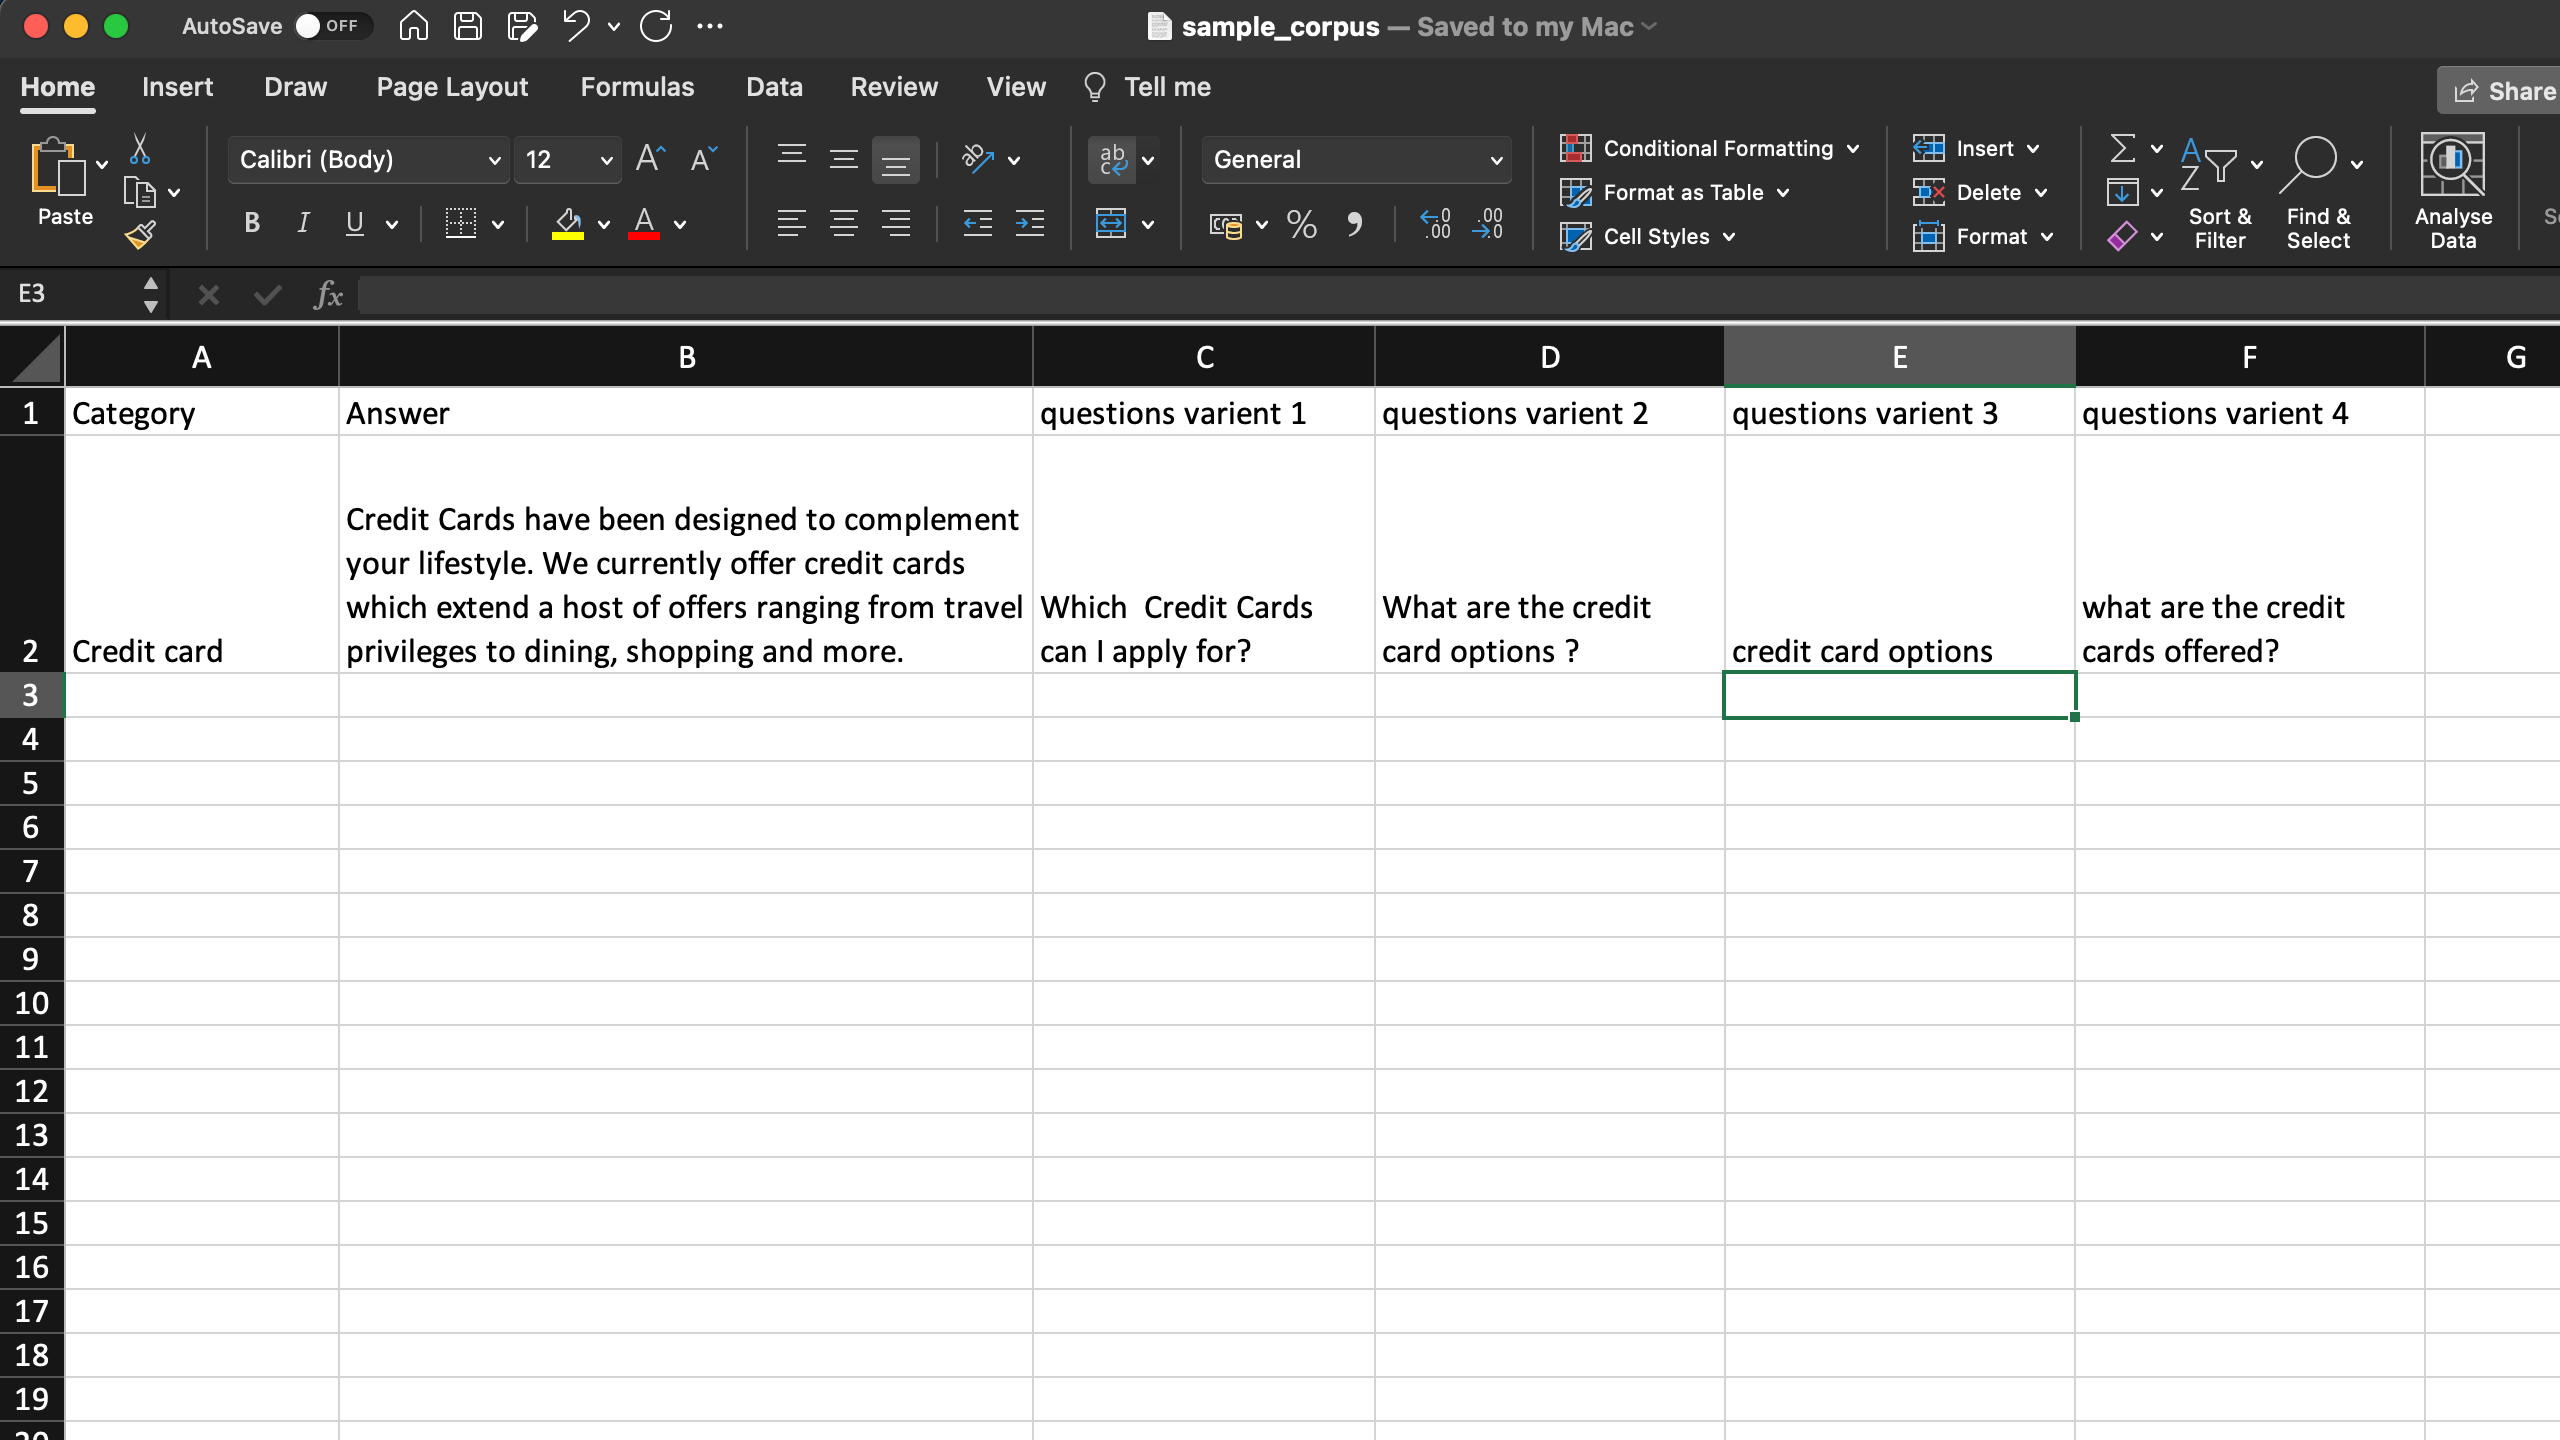 AutoSave OFF
sample_corpus — Saved to my Mac
Home Insert Draw Page Layout Formulas Data Review View Tell me
Share
Paste
Calibri (Body) 12
General
Conditional Formatting
Format as Table
Cell Styles
Insert
Delete
Format
Sort & Filter
Find & Select
Analyse Data
E3 fx
A B C D E F G
1 Category Answer questions varient 1 questions varient 2 questions varient 3 questions varient 4
Credit Cards have been designed to complement
your lifestyle. We currently offer credit cards
which extend a host of offers ranging from travel Which  Credit Cards What are the credit what are the credit
2 Credit card privileges to dining, shopping and more. can I apply for? card options ? credit card options cards offered?
3
4
5
6
7
8
9
10
11
12
13
14
15
16
17
18
19
20